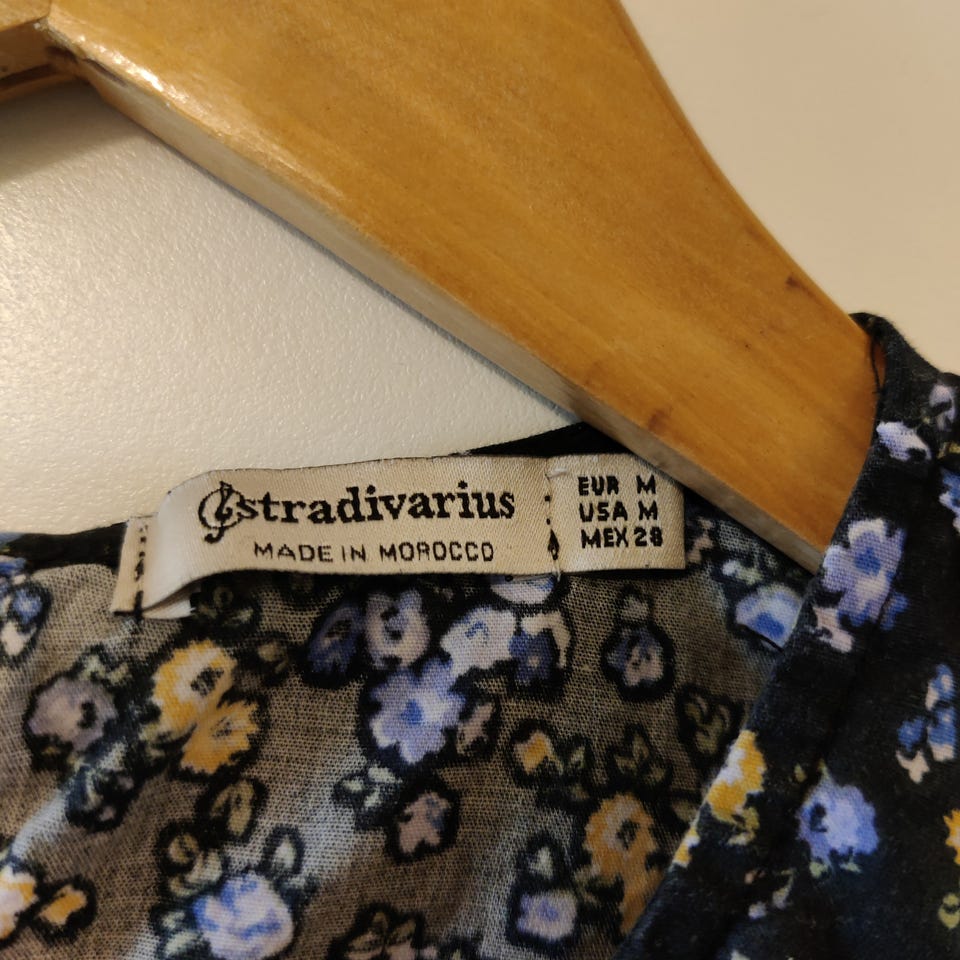 stradivarius
MADE IN MOROCCO
EUR M
USA M
MEX 28